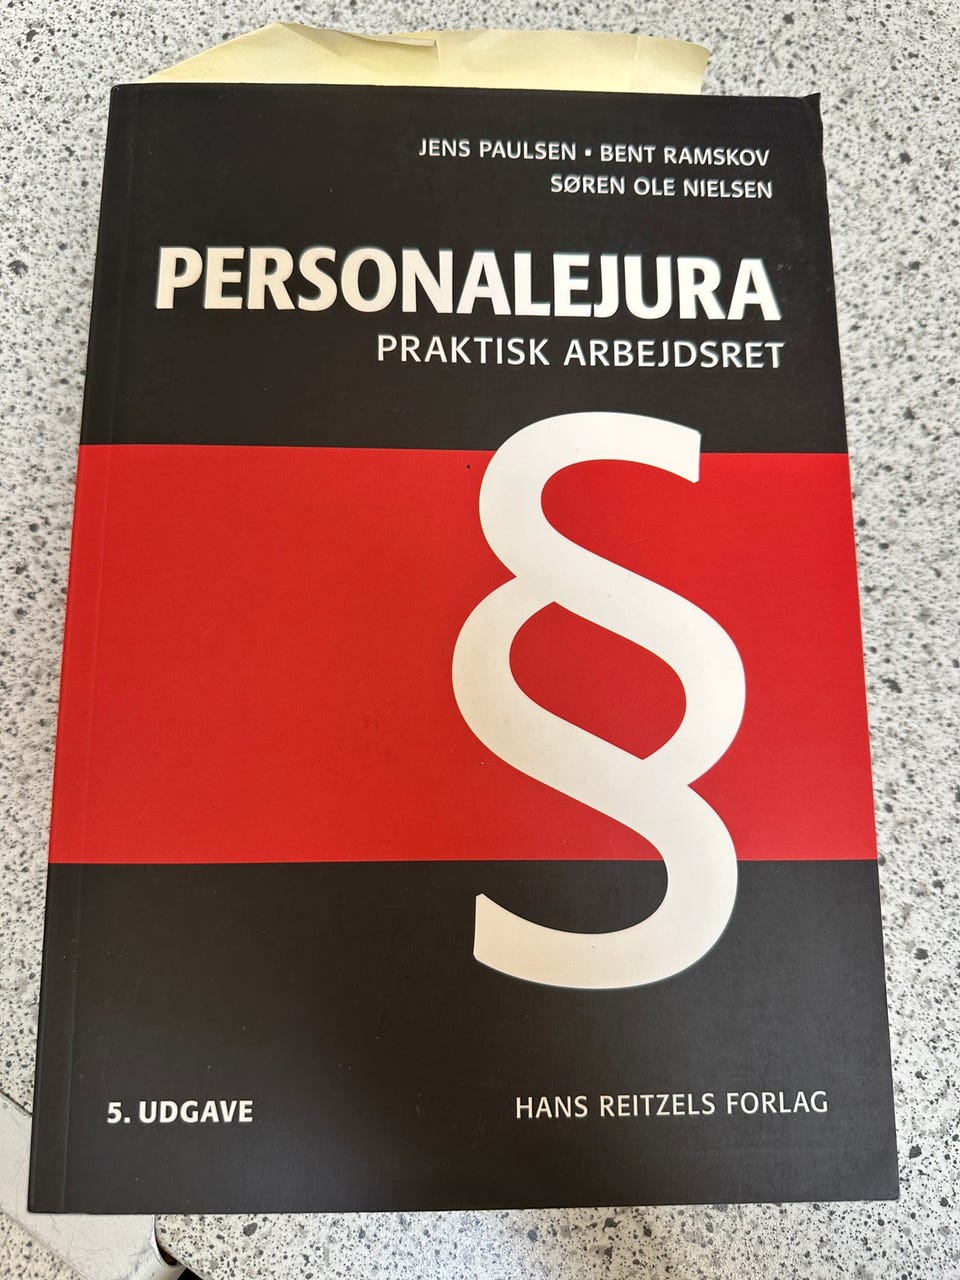 JENS PAULSEN · BENT RAMSKOV
SØREN OLE NIELSEN
PERSONALEJURA
PRAKTISK ARBEJDSRET
§
5. UDGAVE
HANS REITZELS FORLAG